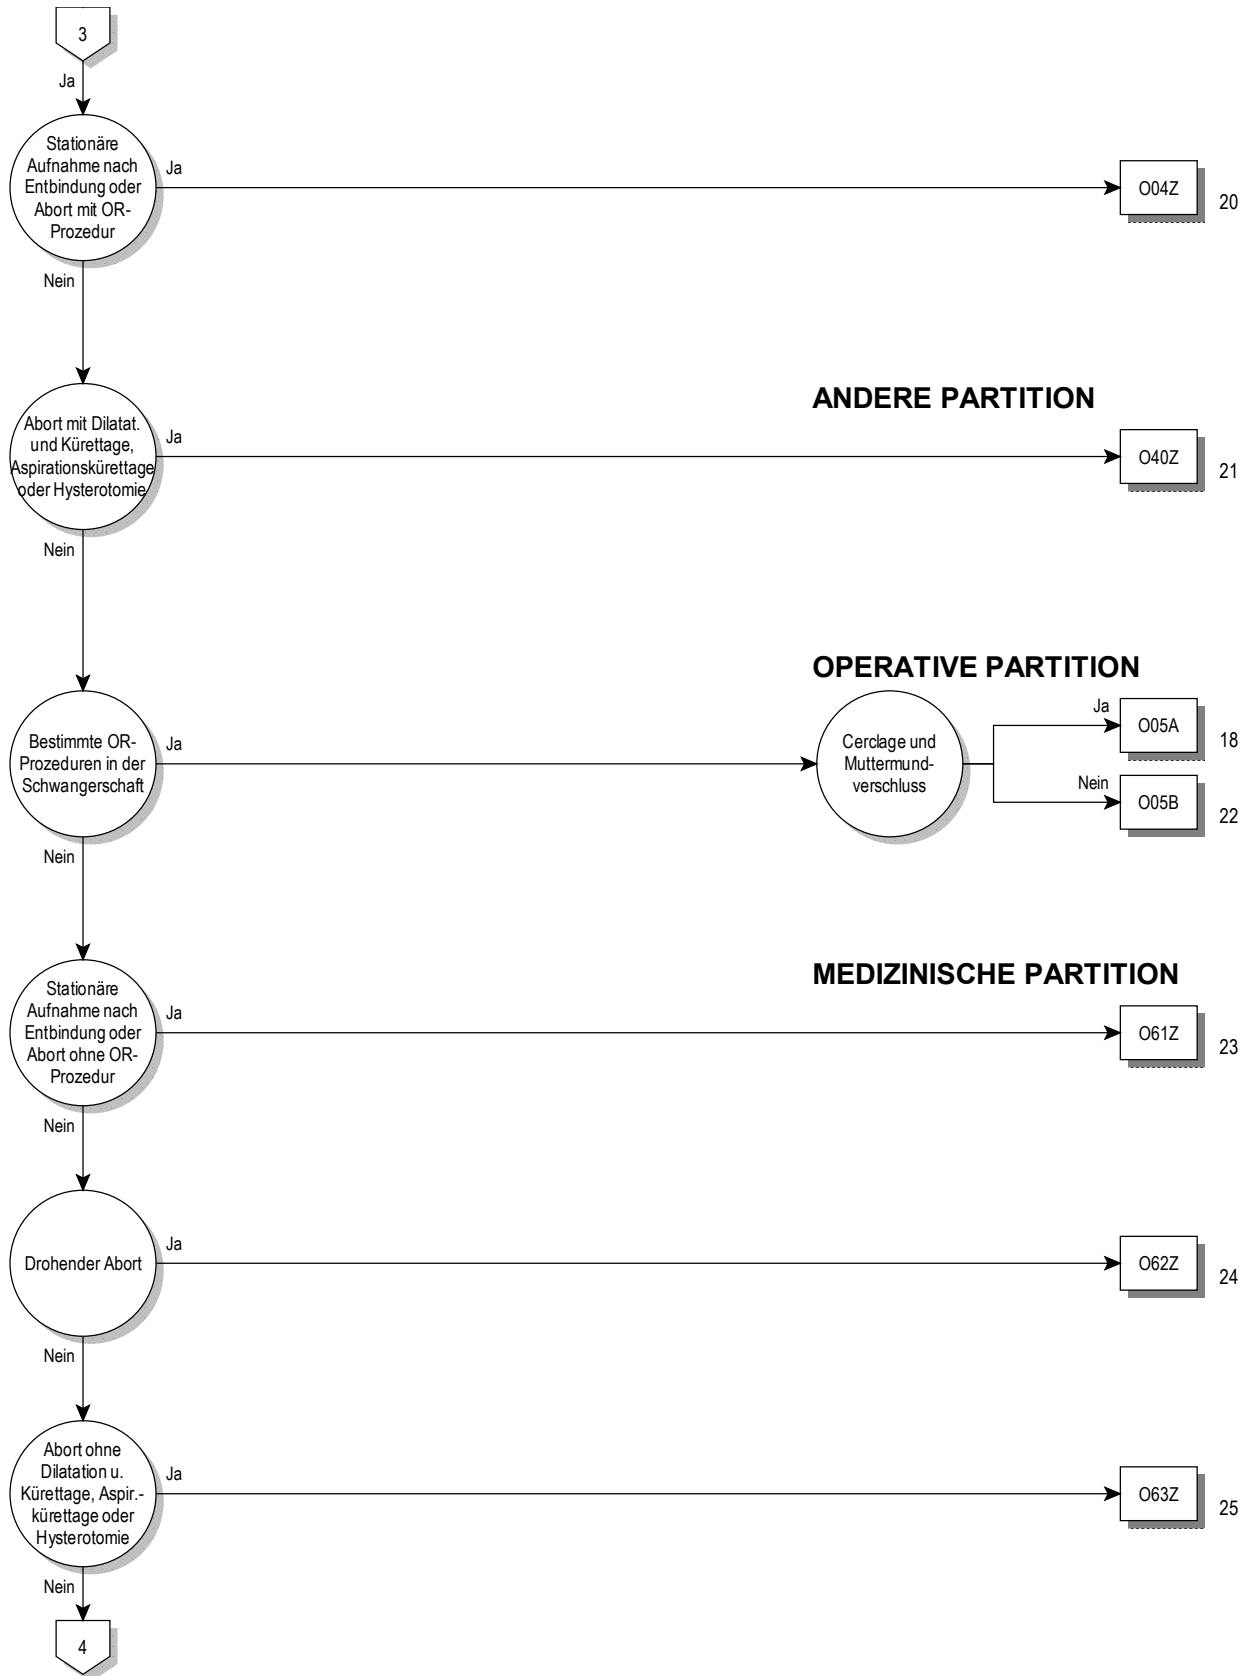 3
Ja
Stationäre
Aufnahme nach
Entbindung oder
Abort mit OR-
Prozedur
Ja
O04Z
20
Nein
ANDERE PARTITION
Abort mit Dilatat.
und Kürettage,
Aspirationskürettage
oder Hysterotomie
Ja
O40Z
21
Nein
OPERATIVE PARTITION
Bestimmte OR-
Prozeduren in der
Schwangerschaft
Ja
Cerclage und
Muttermund-
verschluss
Ja
O05A
18
Nein
O05B
22
Nein
MEDIZINISCHE PARTITION
Stationäre
Aufnahme nach
Entbindung oder
Abort ohne OR-
Prozedur
Ja
O61Z
23
Nein
Drohender Abort
Ja
O62Z
24
Nein
Abort ohne
Dilatation u.
Kürettage, Aspir.-
kürettage oder
Hysterotomie
Ja
O63Z
25
Nein
4